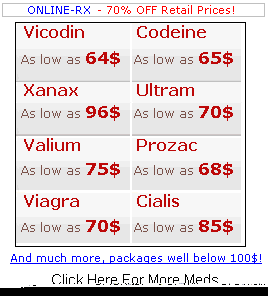 ONLINE-RX - 70% OFF Retail Prices!
Vicodin Codeine
As low as 64$ As low as 65$
Xanax Ultram
As low as 96$ As low as 70$
Valium Prozac
As low as 75$ As low as 68$
Viagra Cialis
As low as 70$ As low as 85$
And much more, packages well below 100$!
Click Here For More Meds